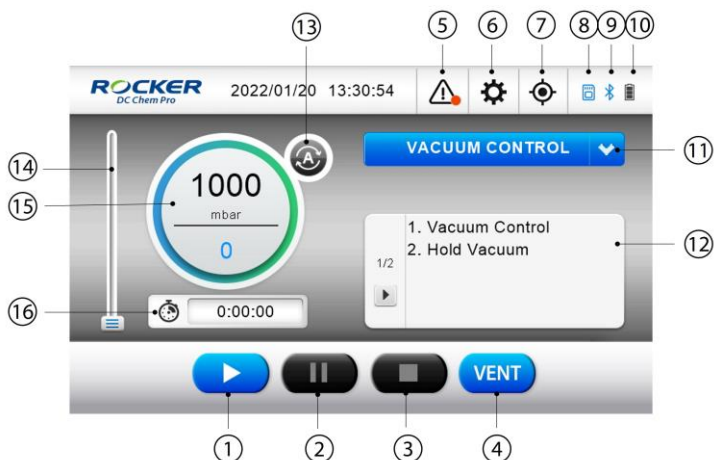 13
5
6
7
8
9
10
ROCKER
DC Chem Pro
2022/01/20 13:30:54
A
VACUUM CONTROL
11
14
15
1000
mbar
0
1. Vacuum Control
2. Hold Vacuum
1/2
12
16
0:00:00
VENT
1
2
3
4